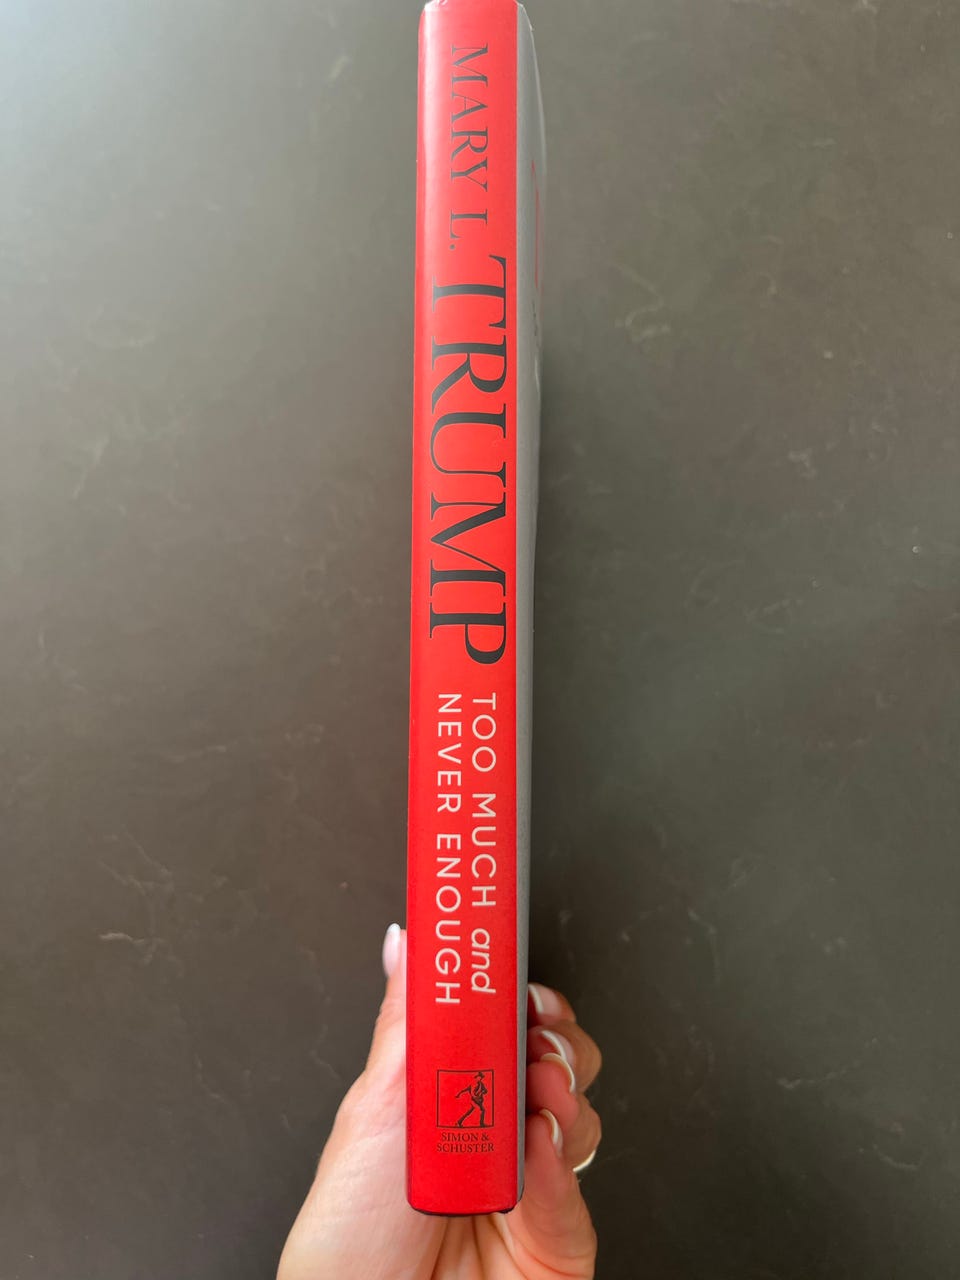 MARY L. TRUMP
TOO MUCH and
NEVER ENOUGH
SIMON &
SCHUSTER